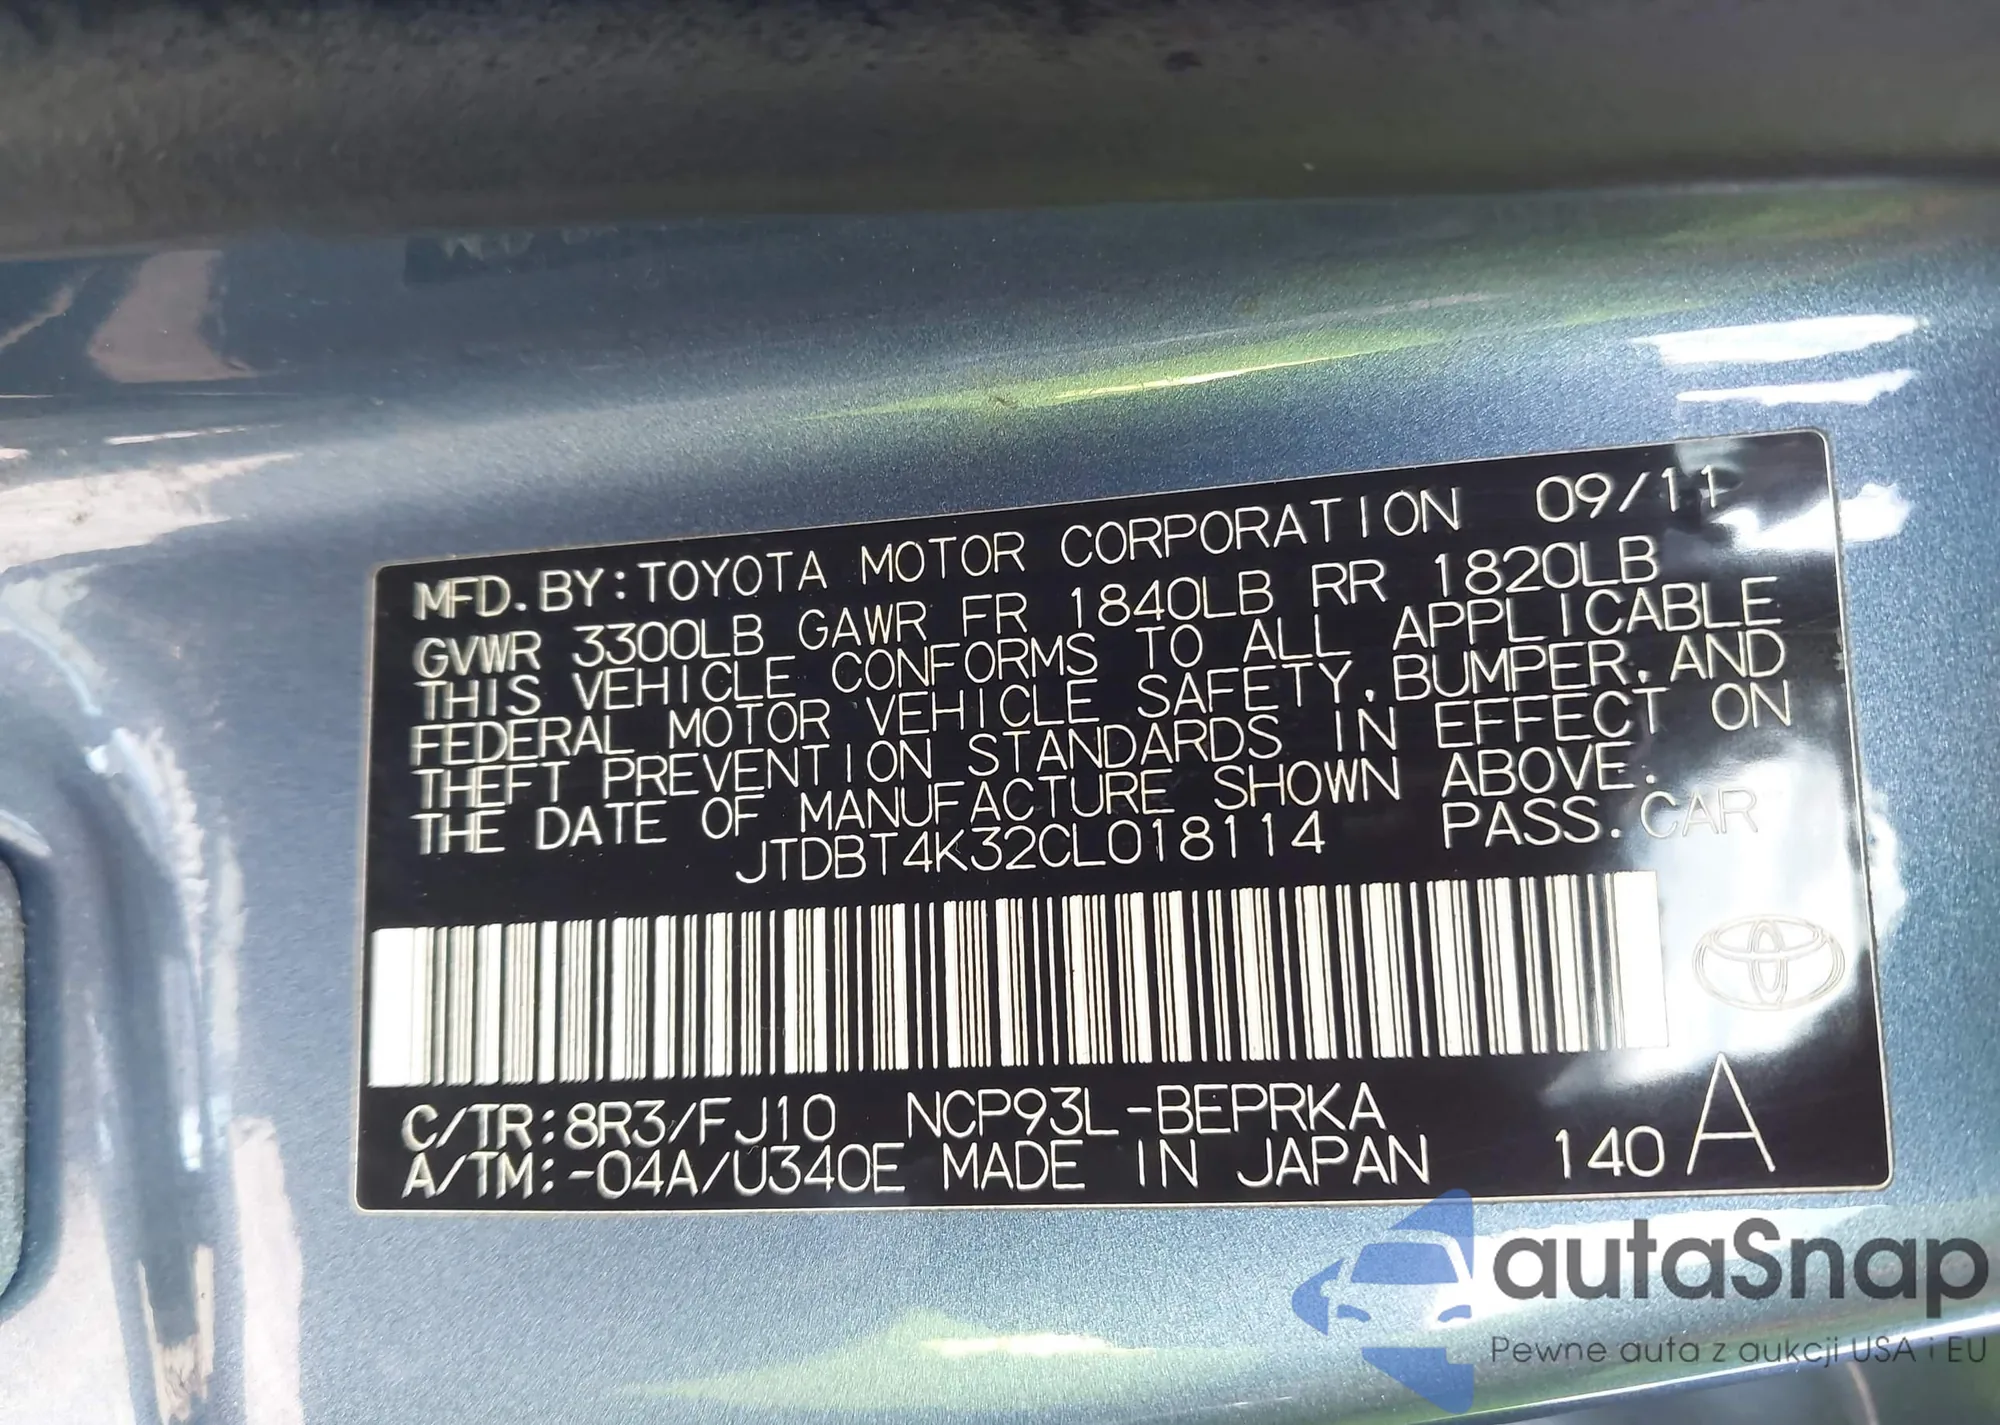 MFD. BY: TOYOTA MOTOR CORPORATION 09/11
GVWR 3300LB GAWR FR 1840LB RR 1820LB
THIS VEHICLE CONFORMS TO ALL APPLICABLE
FEDERAL MOTOR VEHICLE SAFETY, BUMPER, AND
THEFT PREVENTION STANDARDS IN EFFECT ON
THE DATE OF MANUFACTURE SHOWN ABOVE.
JTDBT4K32CL018114 PASS. CAR
C/TR: 8R3/FJ10 NCP93L-BEPRKA
A/TM: -04A/U340E MADE IN JAPAN 140 A
autaSnap
Pewne auta z aukcji USA i EU